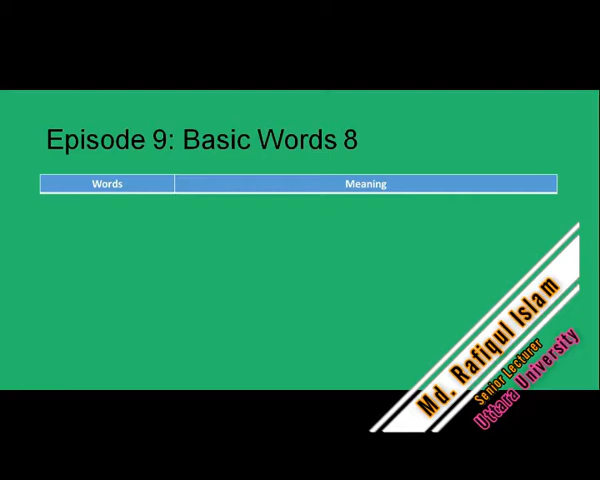 Episode 9: Basic Words 8
Words Meaning
Md. Rafiqul Islam
Senior Lecturer
Uttara University